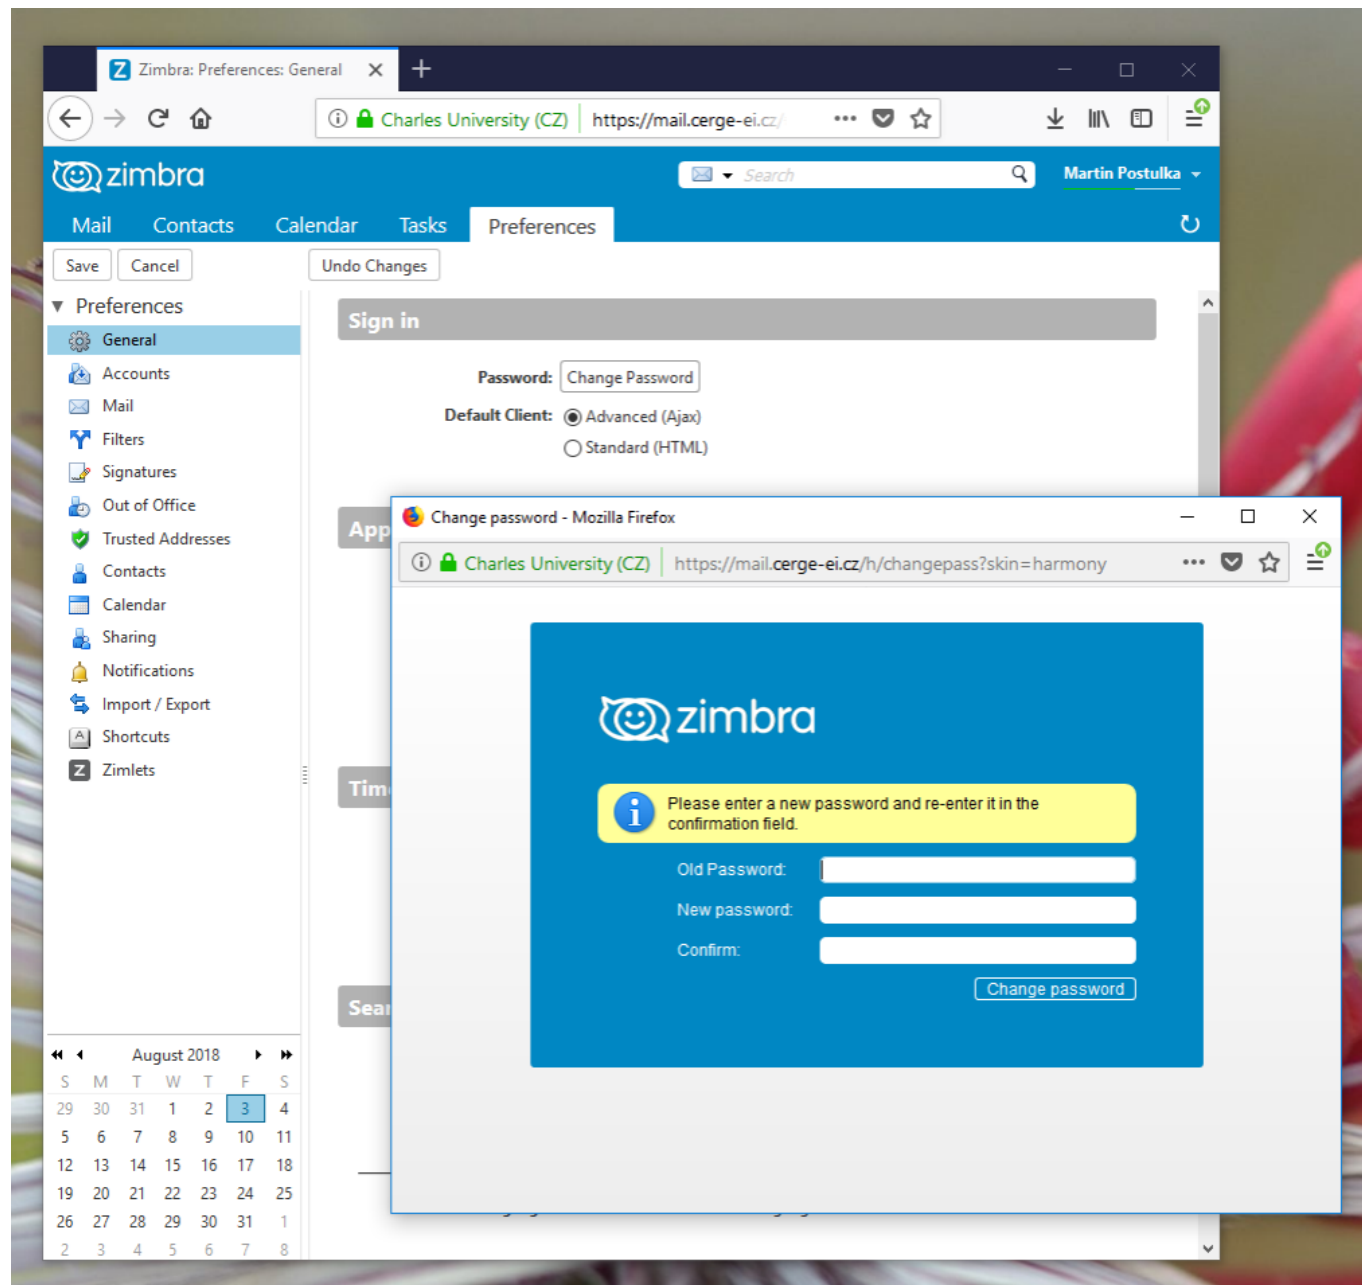 Zimbra: Preferences: General
Charles University (CZ) https://mail.cerge-ei.cz/
zimbra
Search
Martin Postulka
Mail Contacts Calendar Tasks Preferences
Save Cancel Undo Changes
Preferences
General
Accounts
Mail
Filters
Signatures
Out of Office
Trusted Addresses
Contacts
Calendar
Sharing
Notifications
Import / Export
A Shortcuts
Z Zimlets
Sign in
Password: Change Password
Default Client: Advanced (Ajax)
Standard (HTML)
App
Time
Sear
Change password - Mozilla Firefox
Charles University (CZ) https://mail.cerge-ei.cz/h/changepass?skin=harmony
zimbra
Please enter a new password and re-enter it in the
confirmation field.
Old Password:
New password:
Confirm:
Change password
August 2018
S M T W T F S
29 30 31 1 2 3 4
5 6 7 8 9 10 11
12 13 14 15 16 17 18
19 20 21 22 23 24 25
26 27 28 29 30 31 1
2 3 4 5 6 7 8